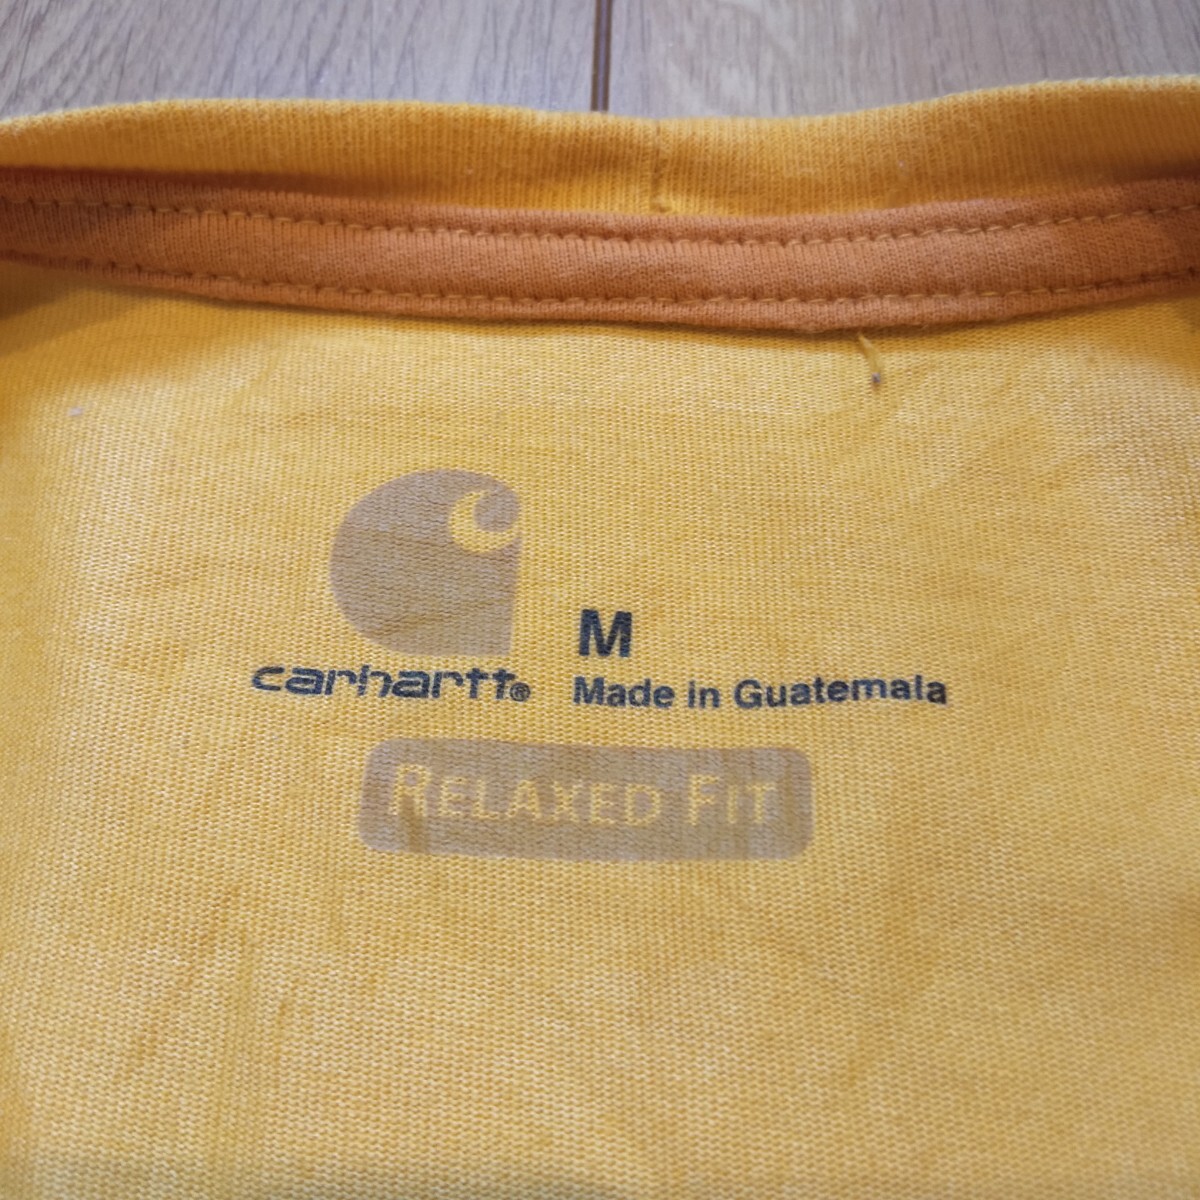 M
carhartt® Made in Guatemala
RELAXED FIT